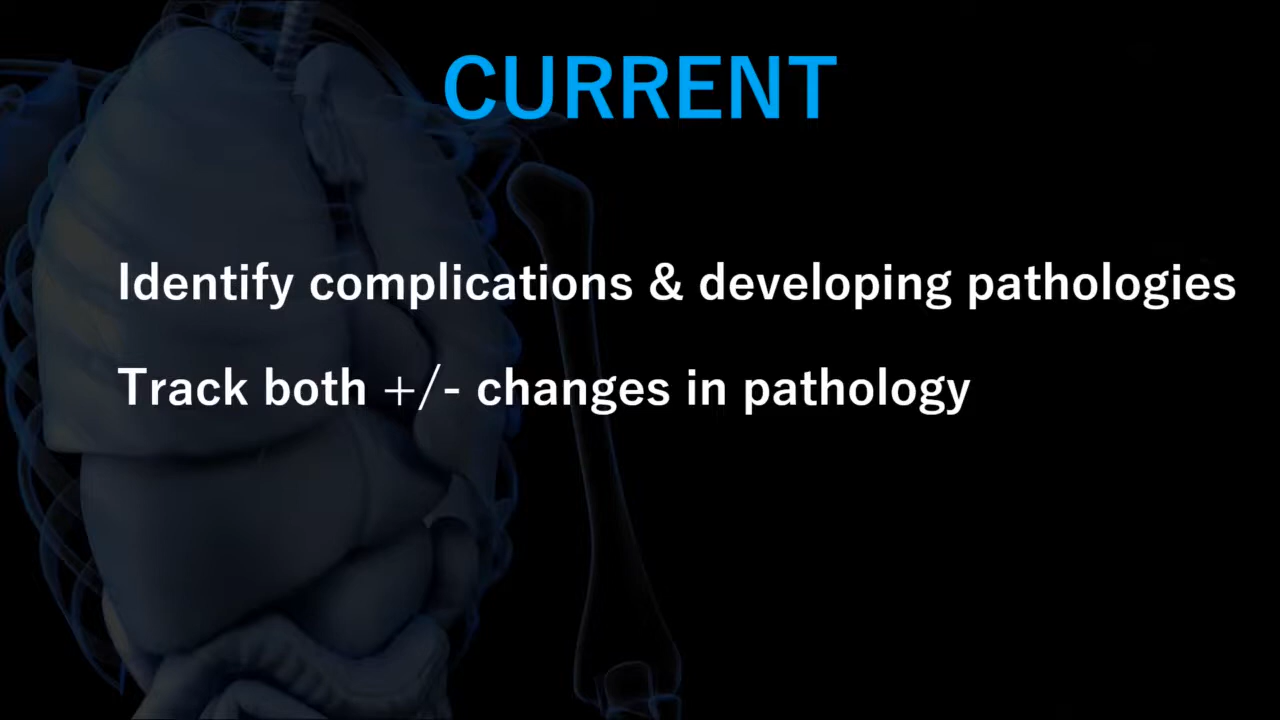 CURRENT
Identify complications & developing pathologies
Track both +/- changes in pathology